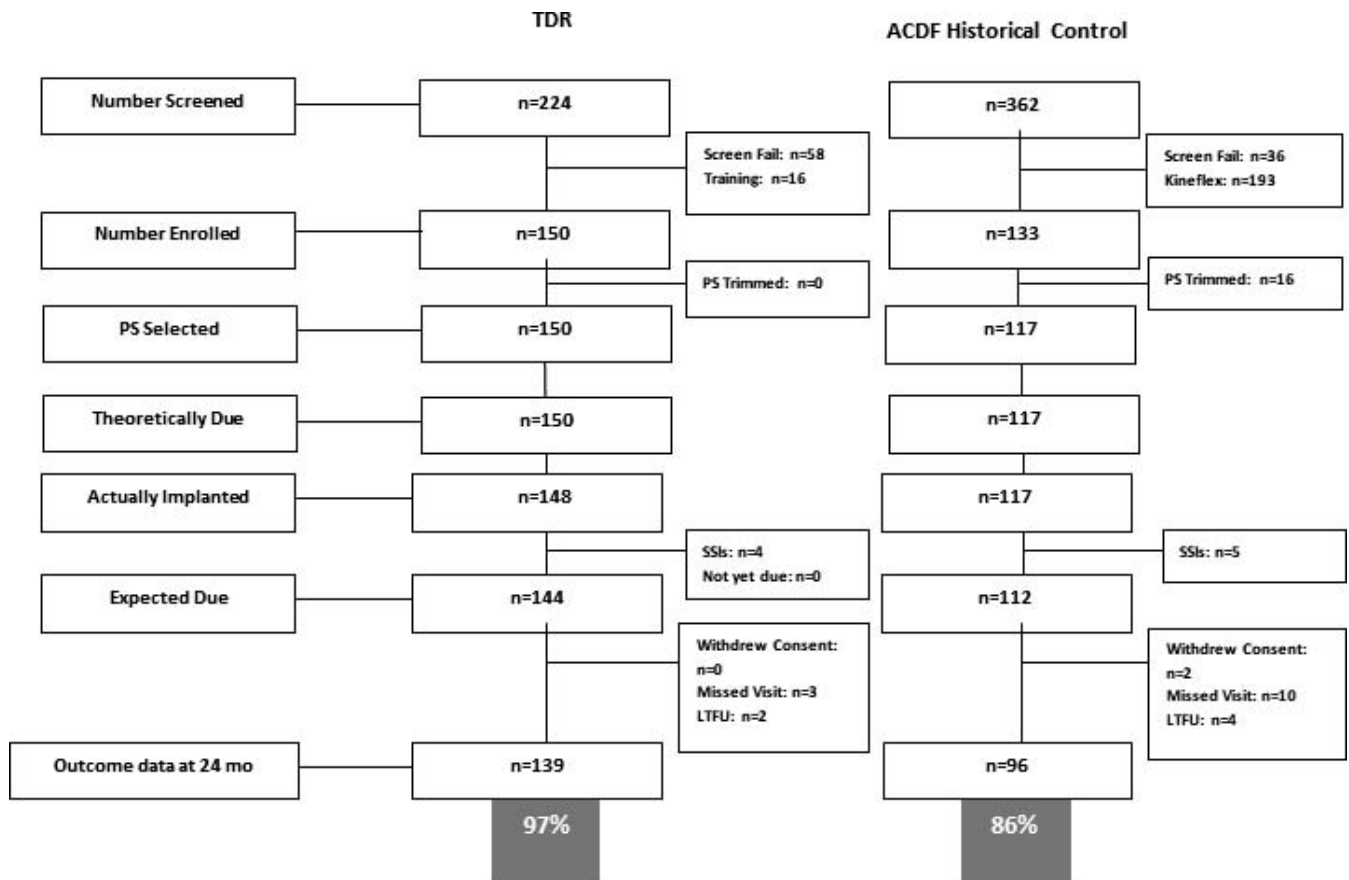 TDR
ACDF Historical Control
Number Screened
n=224
n=362
Screen Fail: n=58
Training: n=16
Screen Fail: n=36
Kineflex: n=193
Number Enrolled
n=150
n=133
PS Trimmed: n=0
PS Trimmed: n=16
PS Selected
n=150
n=117
Theoretically Due
n=150
n=117
Actually Implanted
n=148
n=117
SSIs: n=4
Not yet due: n=0
SSIs: n=5
Expected Due
n=144
n=112
Withdrew Consent:
n=0
Missed Visit: n=3
LTFU: n=2
Withdrew Consent:
n=2
Missed Visit: n=10
LTFU: n=4
Outcome data at 24 mo
n=139
n=96
97%
86%